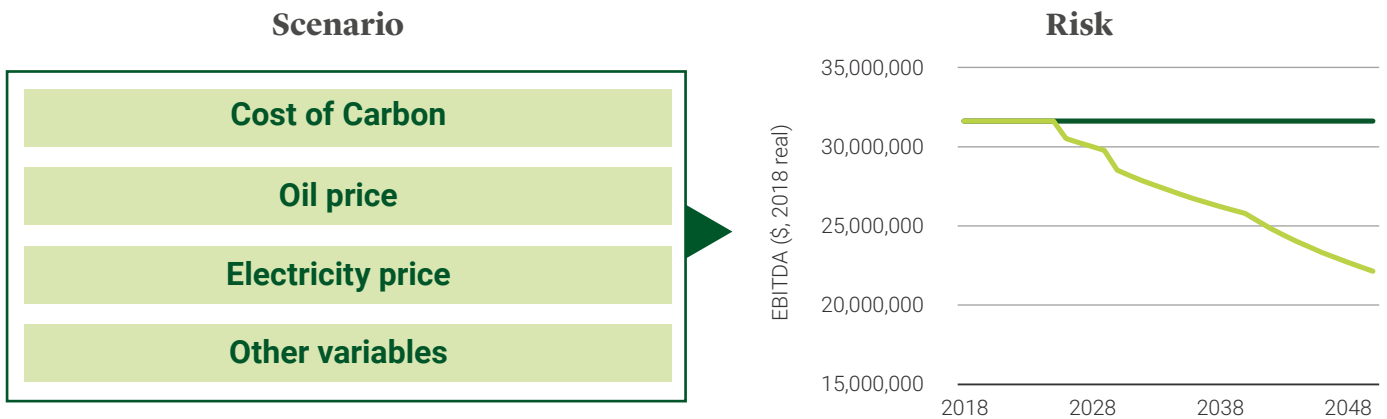 Scenario
Cost of Carbon
Oil price
Electricity price
Other variables
Risk
EBITDA ($, 2018 real)
35,000,000
30,000,000
25,000,000
20,000,000
15,000,000
2018 2028 2038 2048